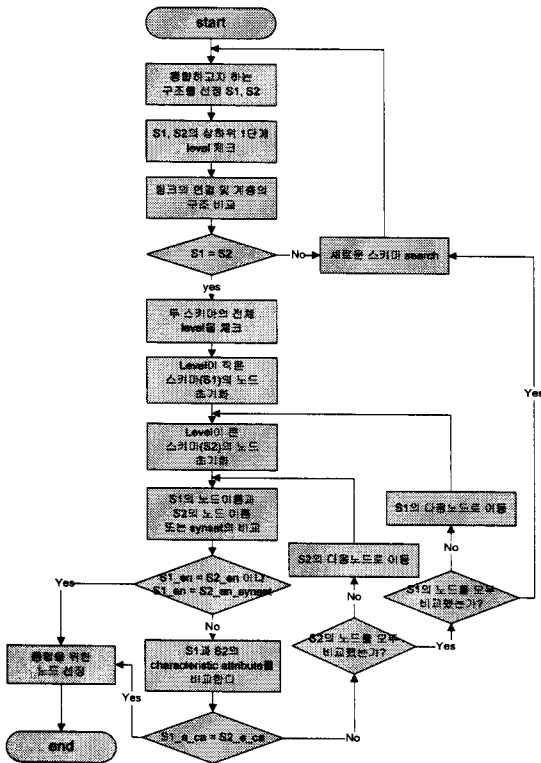 start
통합하고자 하는
구조를 선정 S1, S2
S1, S2의 상하위 1단계
level 체크
링크의 연결 및 계층의
구조 비교
S1 = S2
No
새로운 스키마 search
yes
두 스키마의 전체
level을 체크
Level이 작은
스키마(S1)의 노드
초기화
Yes
Level이 큰
스키마(S2)의 노드
초기화
S1의 노드이름과
S2의 노드 이름
또는 synset의 비교
S1의 다음노드로 이동
S2의 다음노드로 이동
No
Yes
S1_en = S2_en 이나
S1_en = S2_en_synset
No
S1의 노드를 모두
비교했는가?
No
S2의 노드를 모두
비교했는가?
Yes
통합을 위한
노드 선정
S1과 S2의
characteristic attribute를
비교한다
Yes
S1_e_ca = S2_e_ca
No
end